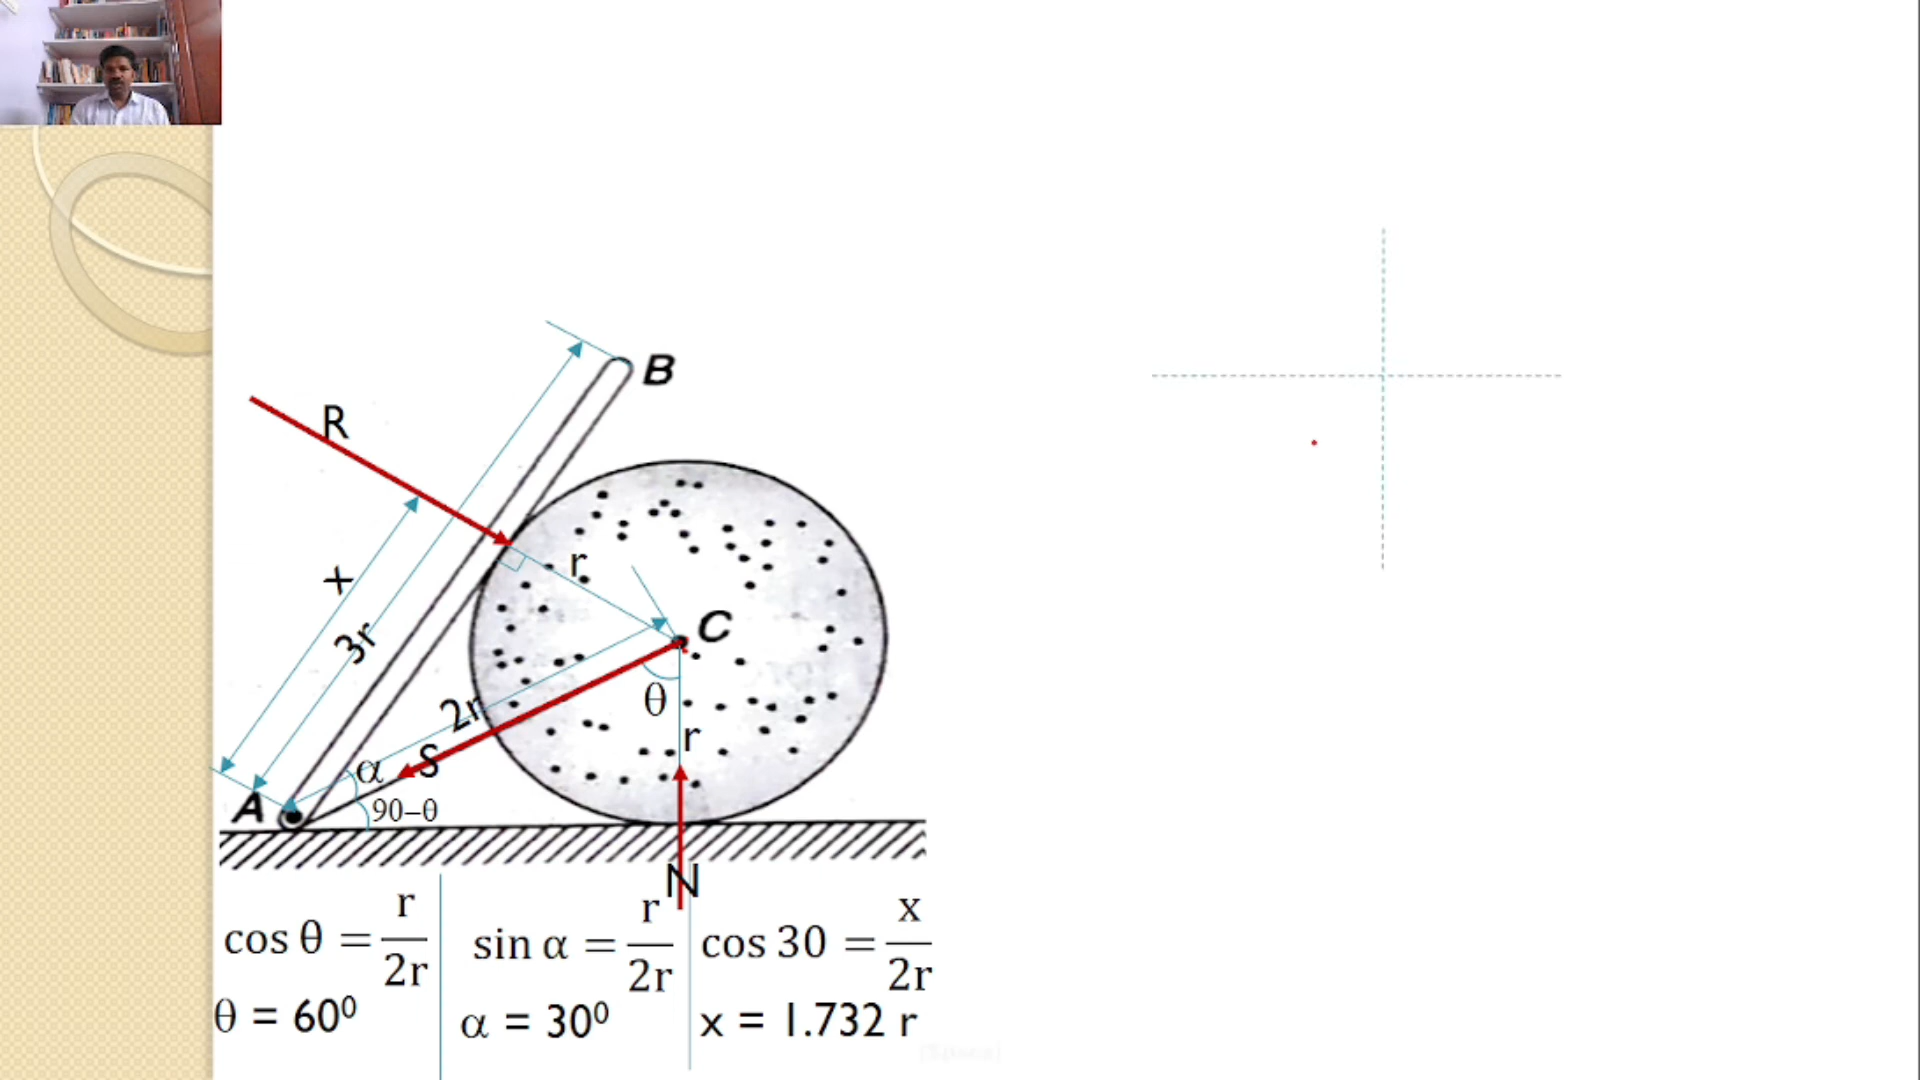 B
R
r
C
x
3r
2r
θ
r
S
α
A
90–θ
N
cos θ = r/2r
θ = 60⁰
sin α = r/2r
α = 30⁰
cos 30 = x/2r
x = 1.732 r